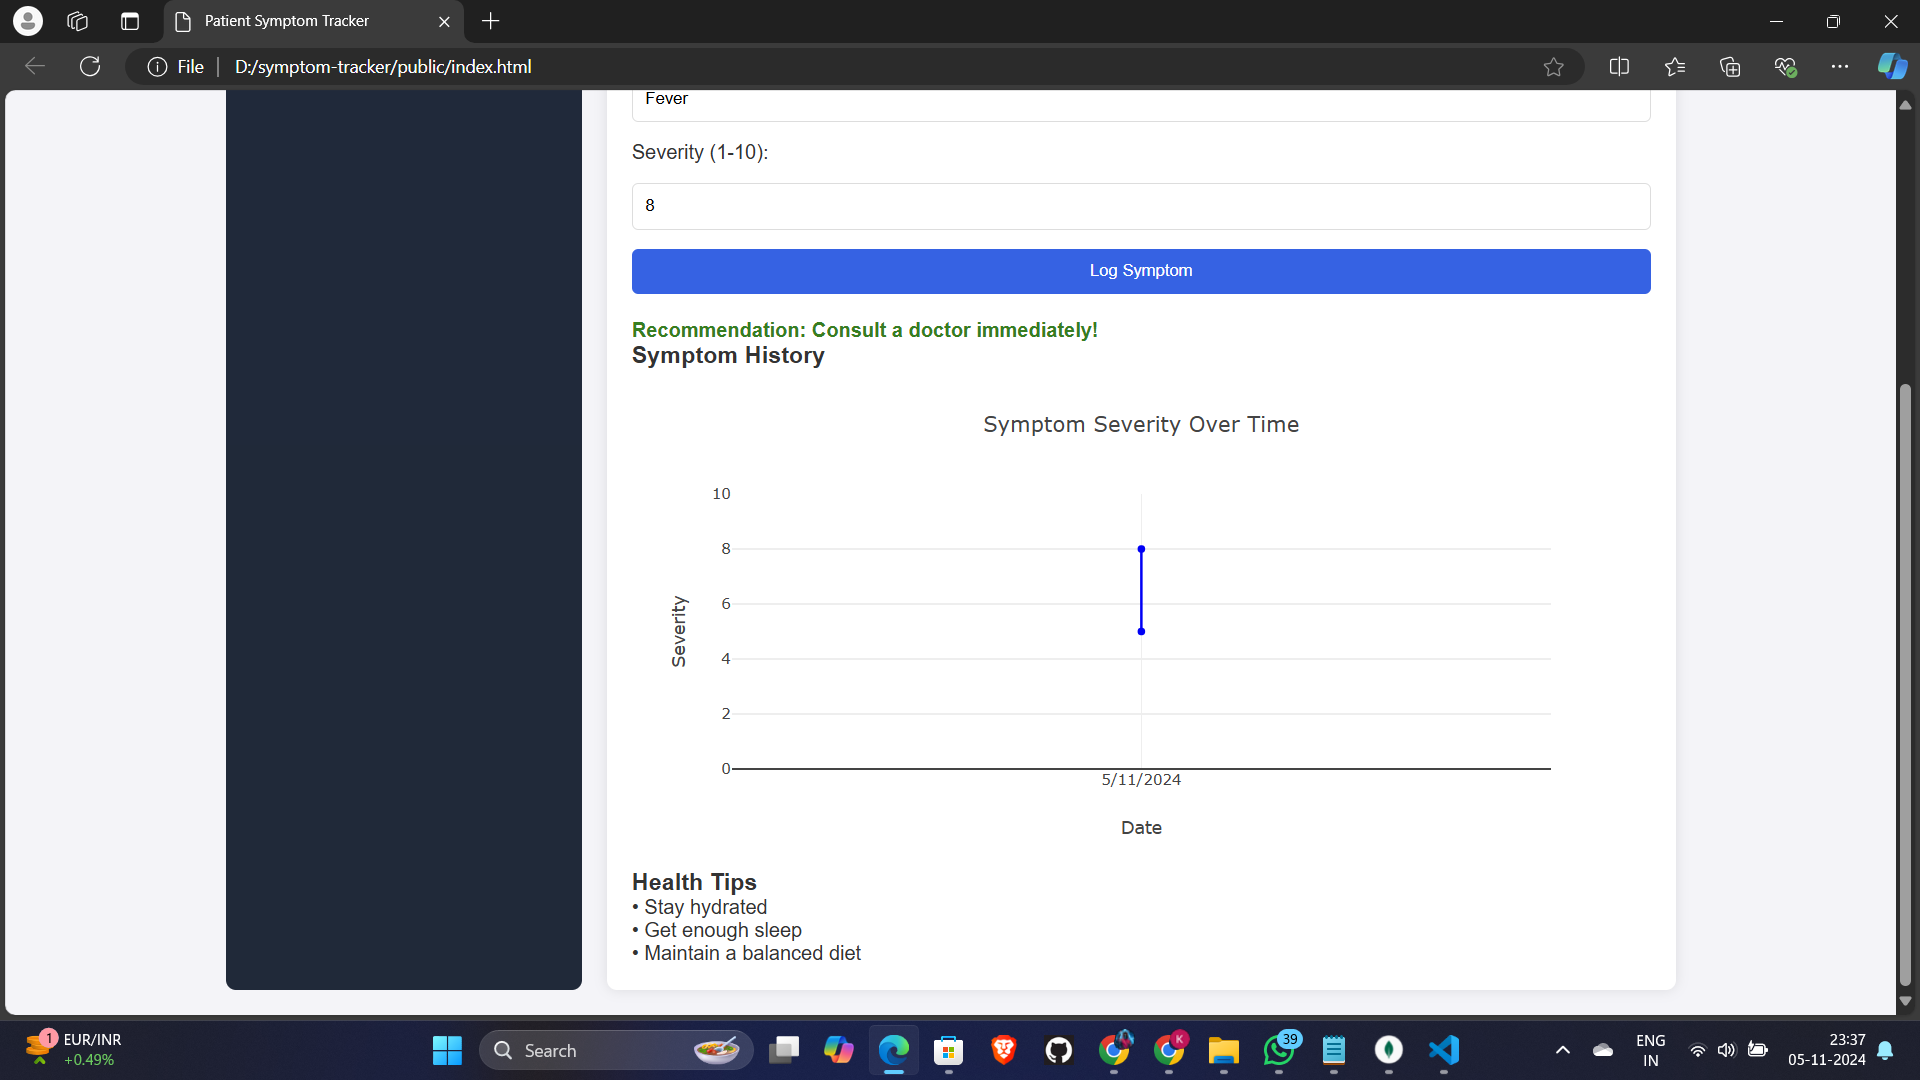 Patient Symptom Tracker
File
D:/symptom-tracker/public/index.html
Fever
Severity (1-10):
8
Log Symptom
Recommendation: Consult a doctor immediately!
Symptom History
Symptom Severity Over Time
10
8
6
4
2
0
Severity
5/11/2024
Date
Health Tips
• Stay hydrated
• Get enough sleep
• Maintain a balanced diet
1
EUR/INR
+0.49%
Search
K
39
ENG
IN
23:37
05-11-2024